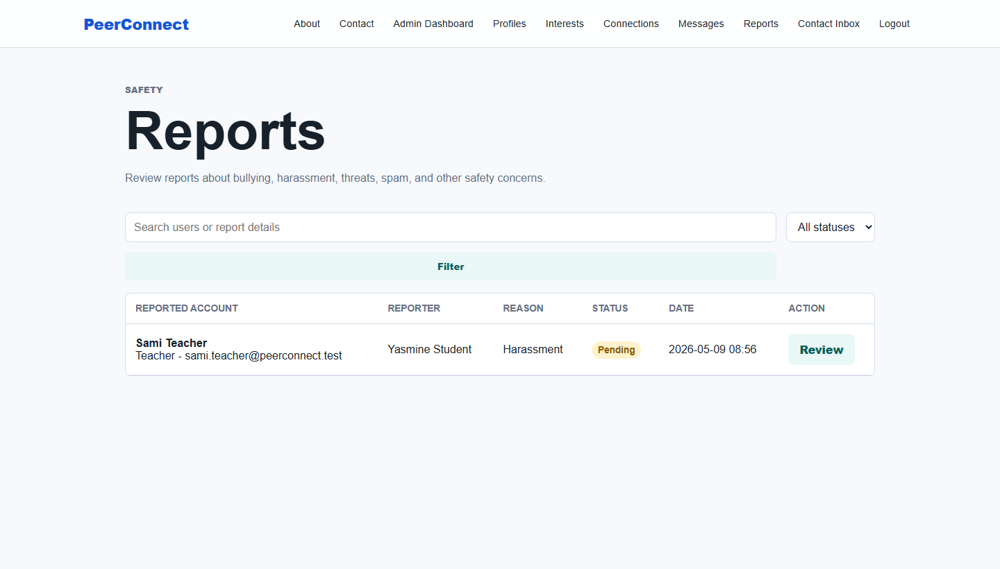 PeerConnect
About Contact Admin Dashboard Profiles Interests Connections Messages Reports Contact Inbox Logout
SAFETY
Reports
Review reports about bullying, harassment, threats, spam, and other safety concerns.
Search users or report details
All statuses
Filter
REPORTED ACCOUNT REPORTER REASON STATUS DATE ACTION
Sami Teacher
Teacher - sami.teacher@peerconnect.test
Yasmine Student Harassment Pending 2026-05-09 08:56 Review